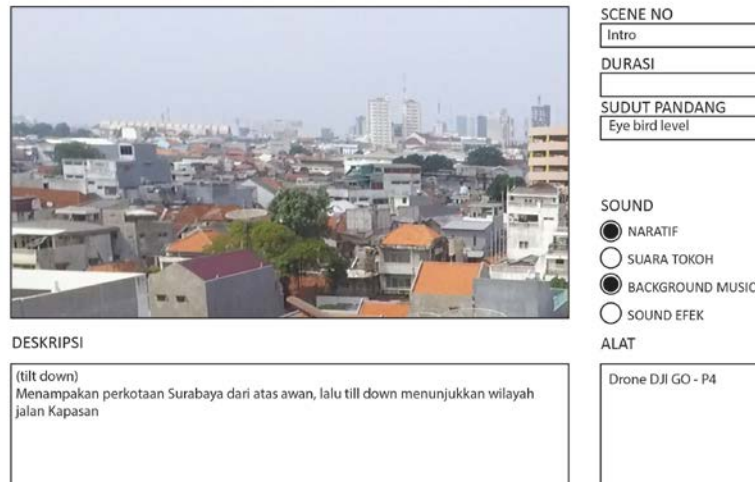 SCENE NO
Intro
DURASI
SUDUT PANDANG
Eye bird level
SOUND
NARATIF
SUARA TOKOH
BACKGROUND MUSIC
SOUND EFEK
DESKRIPSI
(tilt down)
Menampakan perkotaan Surabaya dari atas awan, lalu till down menunjukkan wilayah
jalan Kapasan
ALAT
Drone DJI GO - P4